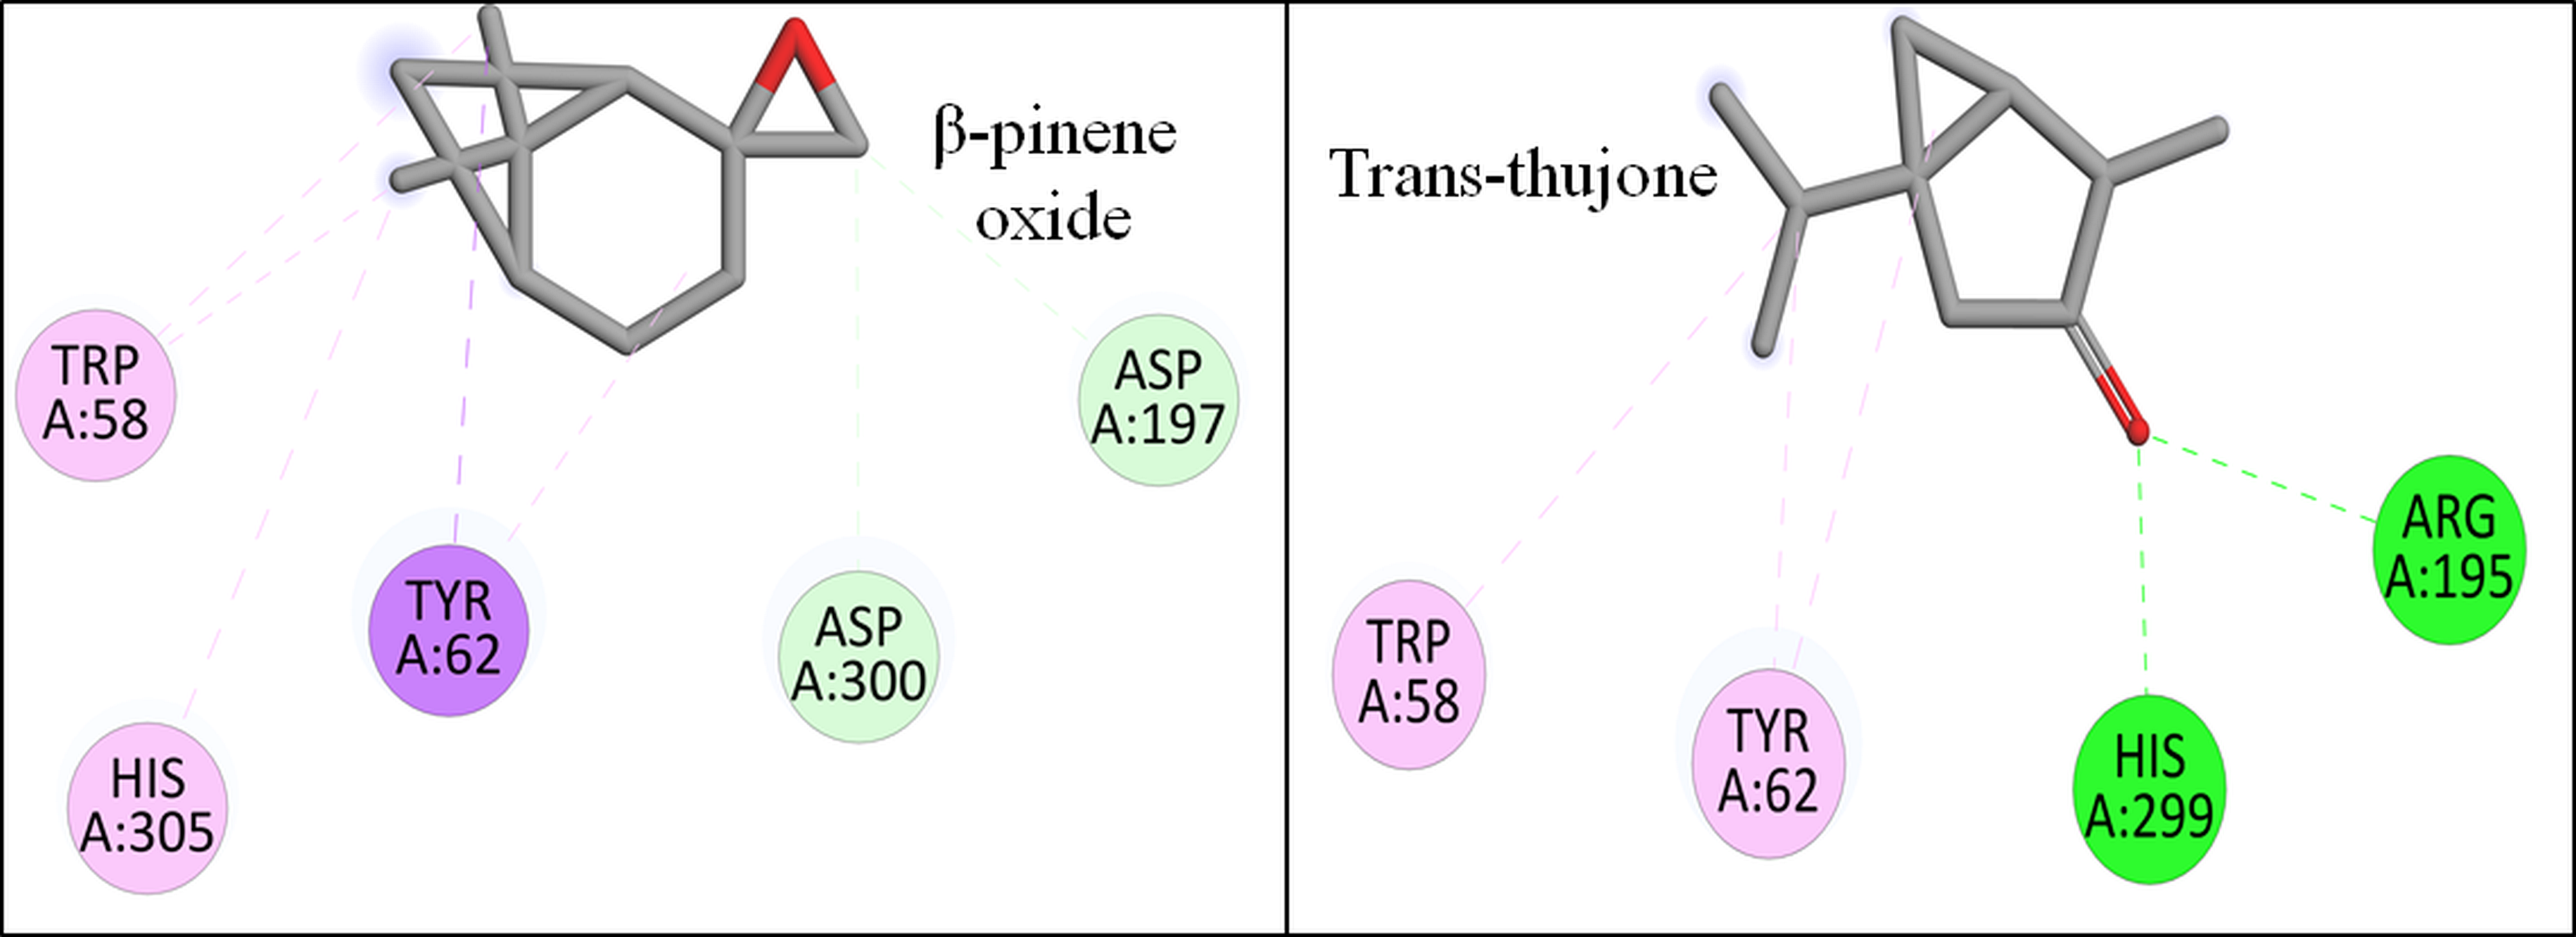 β-pinene
oxide
TRP
A:58
ASP
A:197
TYR
A:62
ASP
A:300
HIS
A:305
Trans-thujone
ARG
A:195
TRP
A:58
TYR
A:62
HIS
A:299